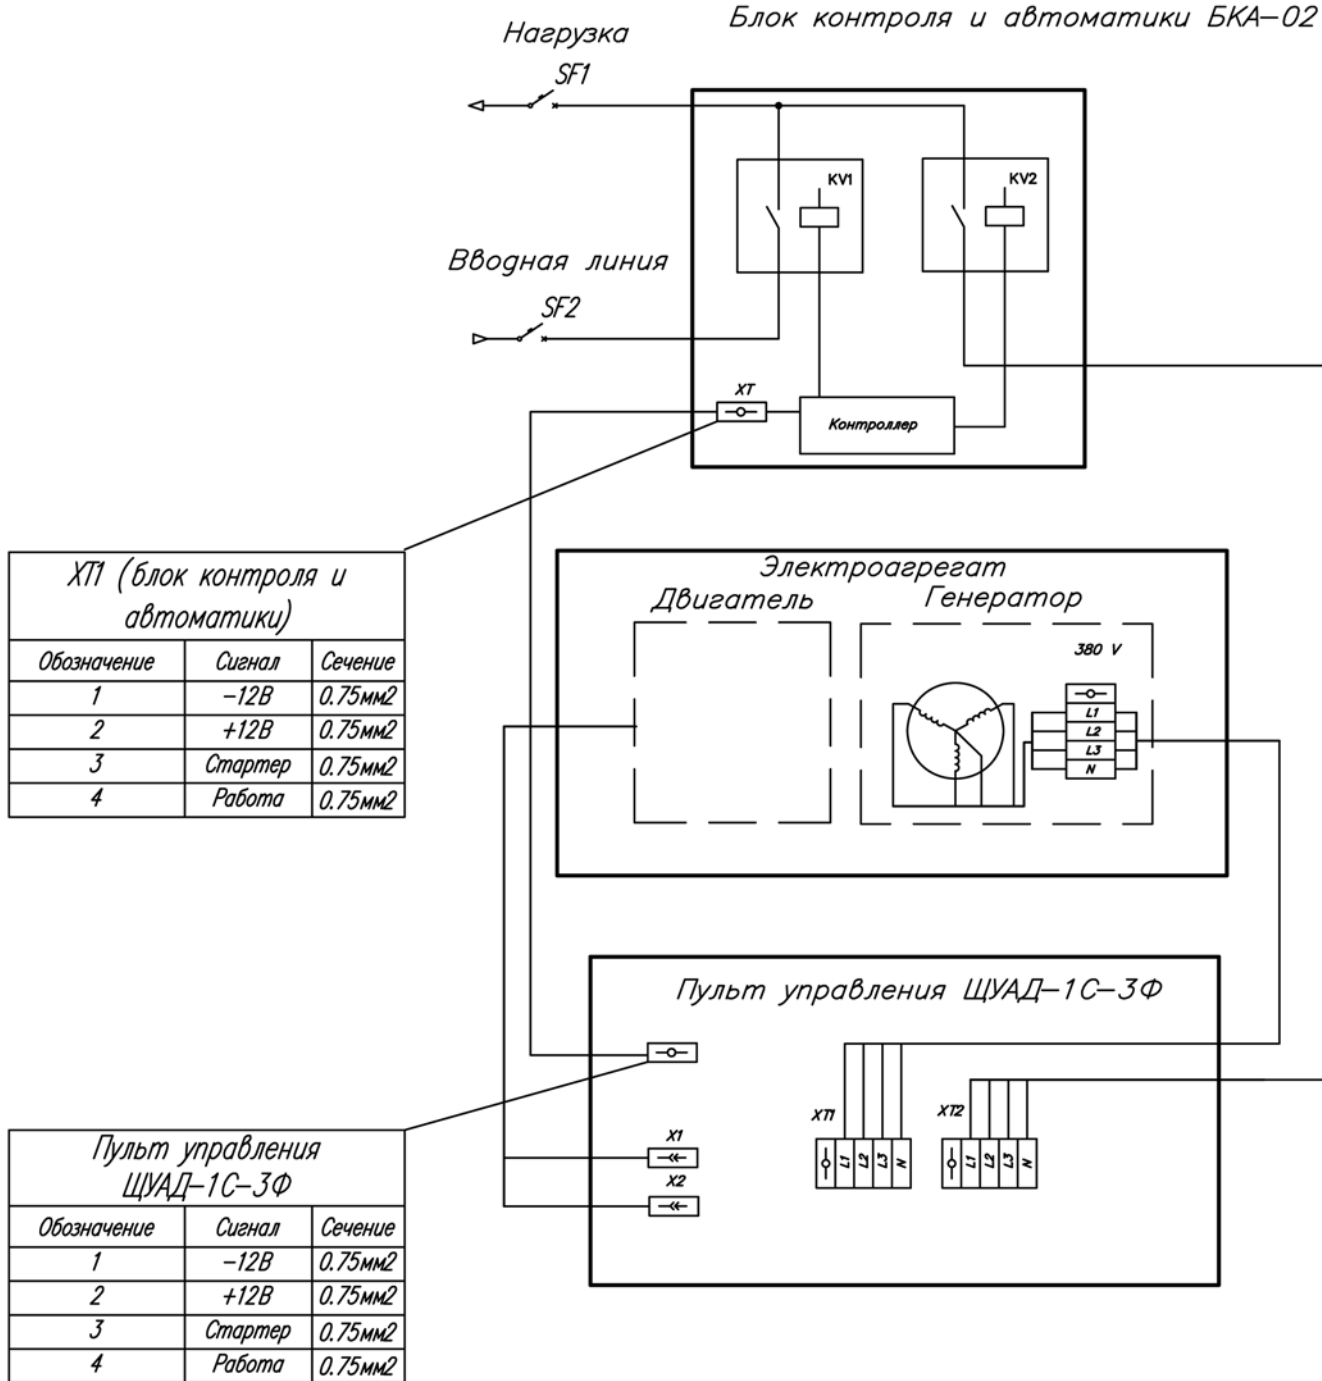 Блок контроля и автоматики БКА-02
Нагрузка
SF1
KV1
KV2
Вводная линия
SF2
XT
Контроллер
XT1 (блок контроля и
автоматики)
Обозначение Сигнал Сечение
1 -12В 0.75мм2
2 +12В 0.75мм2
3 Стартер 0.75мм2
4 Работа 0.75мм2
Электроагрегат
Двигатель
Генератор
380 V
L1
L2
L3
N
Пульт управления ЩУАД-1С-3Ф
XT1
L1
L2
L3
N
XT2
L1
L2
L3
N
X1
X2
Пульт управления
ЩУАД-1С-3Ф
Обозначение Сигнал Сечение
1 -12В 0.75мм2
2 +12В 0.75мм2
3 Стартер 0.75мм2
4 Работа 0.75мм2